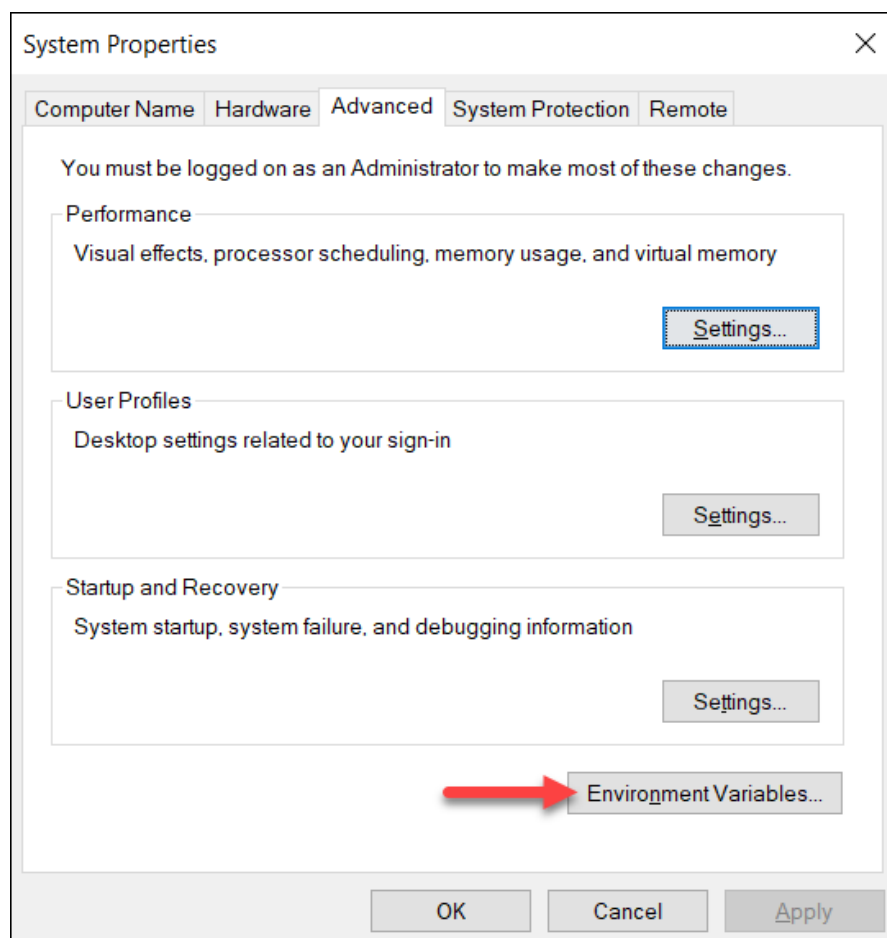 System Properties
Computer Name
Hardware
Advanced
System Protection
Remote
You must be logged on as an Administrator to make most of these changes.
Performance
Visual effects, processor scheduling, memory usage, and virtual memory
Settings...
User Profiles
Desktop settings related to your sign-in
Settings...
Startup and Recovery
System startup, system failure, and debugging information
Settings...
Environment Variables...
OK
Cancel
Apply